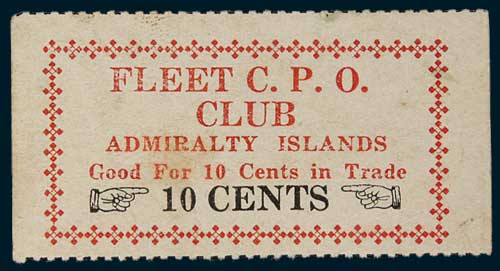 FLEET C. P. O.
CLUB
ADMIRALTY ISLANDS
Good For 10 Cents in Trade
10 CENTS